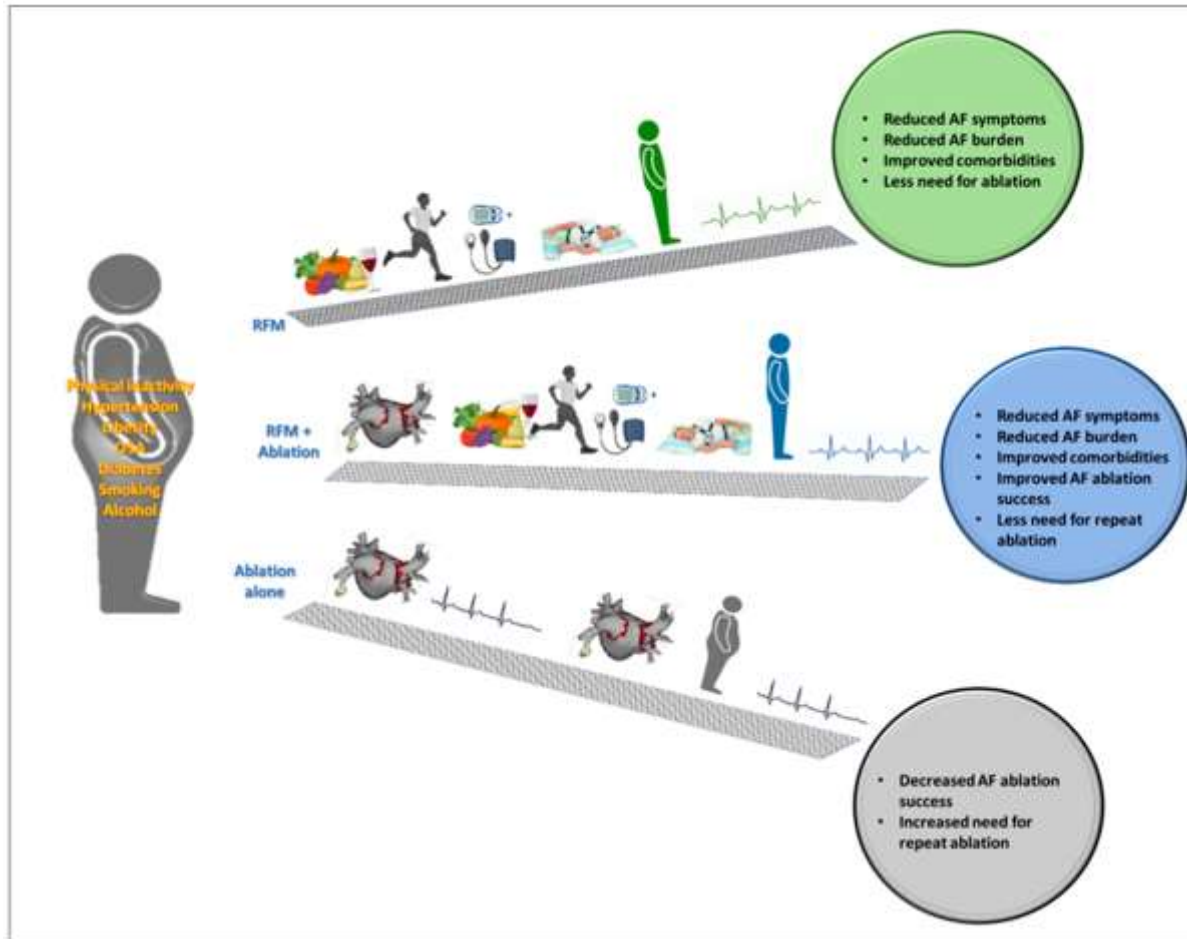 Physical inactivity
Hypertension
Obesity
OSA
Diabetes
Smoking
Alcohol
RFM
• Reduced AF symptoms
• Reduced AF burden
• Improved comorbidities
• Less need for ablation
RFM +
Ablation
• Reduced AF symptoms
• Reduced AF burden
• Improved comorbidities
• Improved AF ablation
success
• Less need for repeat
ablation
Ablation
alone
• Decreased AF ablation
success
• Increased need for
repeat ablation